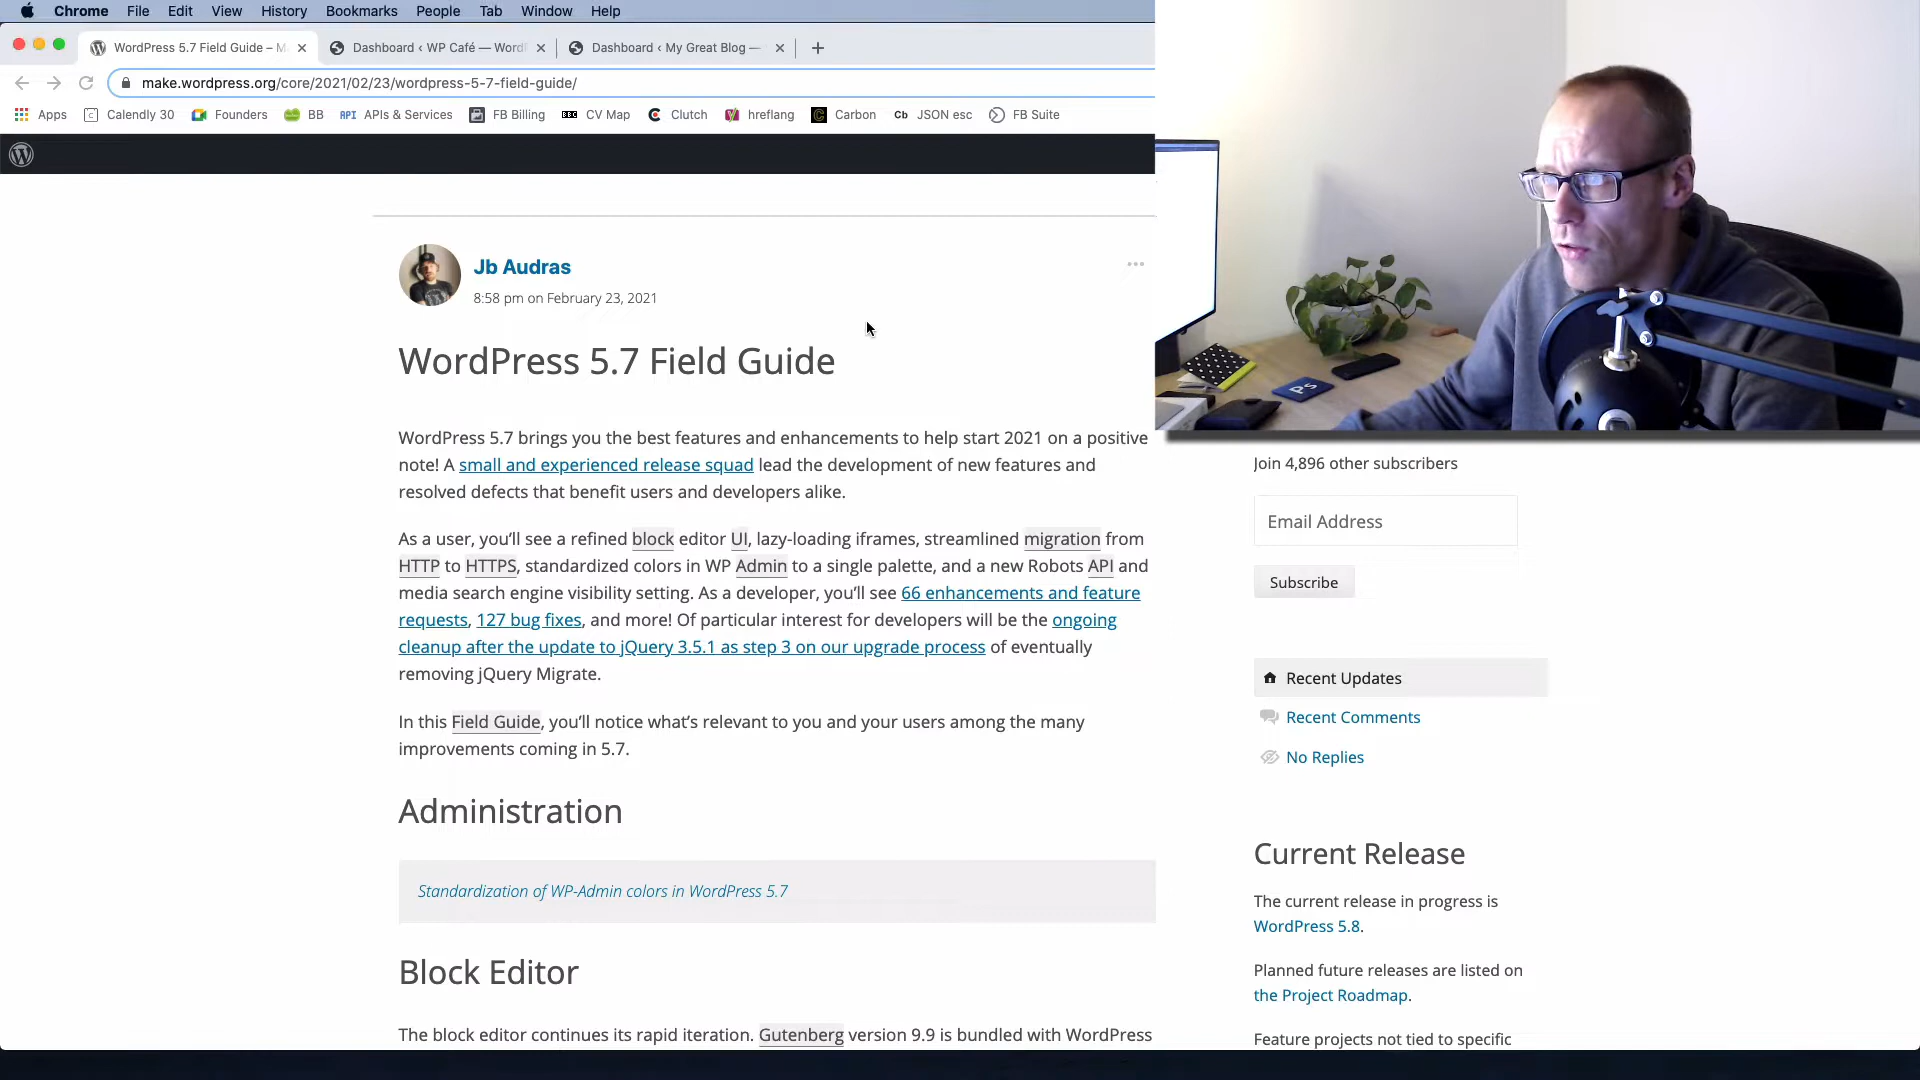 Chrome File Edit View History Bookmarks People Tab Window Help
WordPress 5.7 Field Guide – M
Dashboard ‹ WP Café — Word
Dashboard ‹ My Great Blog —
make.wordpress.org/core/2021/02/23/wordpress-5-7-field-guide/
Apps Calendly 30 Founders BB API APIs & Services FB Billing BBC CV Map Clutch hreflang Carbon Cb JSON esc FB Suite
Jb Audras
8:58 pm on February 23, 2021
WordPress 5.7 Field Guide
WordPress 5.7 brings you the best features and enhancements to help start 2021 on a positive
note! A small and experienced release squad lead the development of new features and
resolved defects that benefit users and developers alike.
As a user, you’ll see a refined block editor UI, lazy-loading iframes, streamlined migration from
HTTP to HTTPS, standardized colors in WP Admin to a single palette, and a new Robots API and
media search engine visibility setting. As a developer, you’ll see 66 enhancements and feature
requests, 127 bug fixes, and more! Of particular interest for developers will be the ongoing
cleanup after the update to jQuery 3.5.1 as step 3 on our upgrade process of eventually
removing jQuery Migrate.
In this Field Guide, you’ll notice what’s relevant to you and your users among the many
improvements coming in 5.7.
Administration
Standardization of WP-Admin colors in WordPress 5.7
Block Editor
The block editor continues its rapid iteration. Gutenberg version 9.9 is bundled with WordPress
Ps
Join 4,896 other subscribers
Email Address
Subscribe
Recent Updates
Recent Comments
No Replies
Current Release
The current release in progress is
WordPress 5.8.
Planned future releases are listed on
the Project Roadmap.
Feature projects not tied to specific